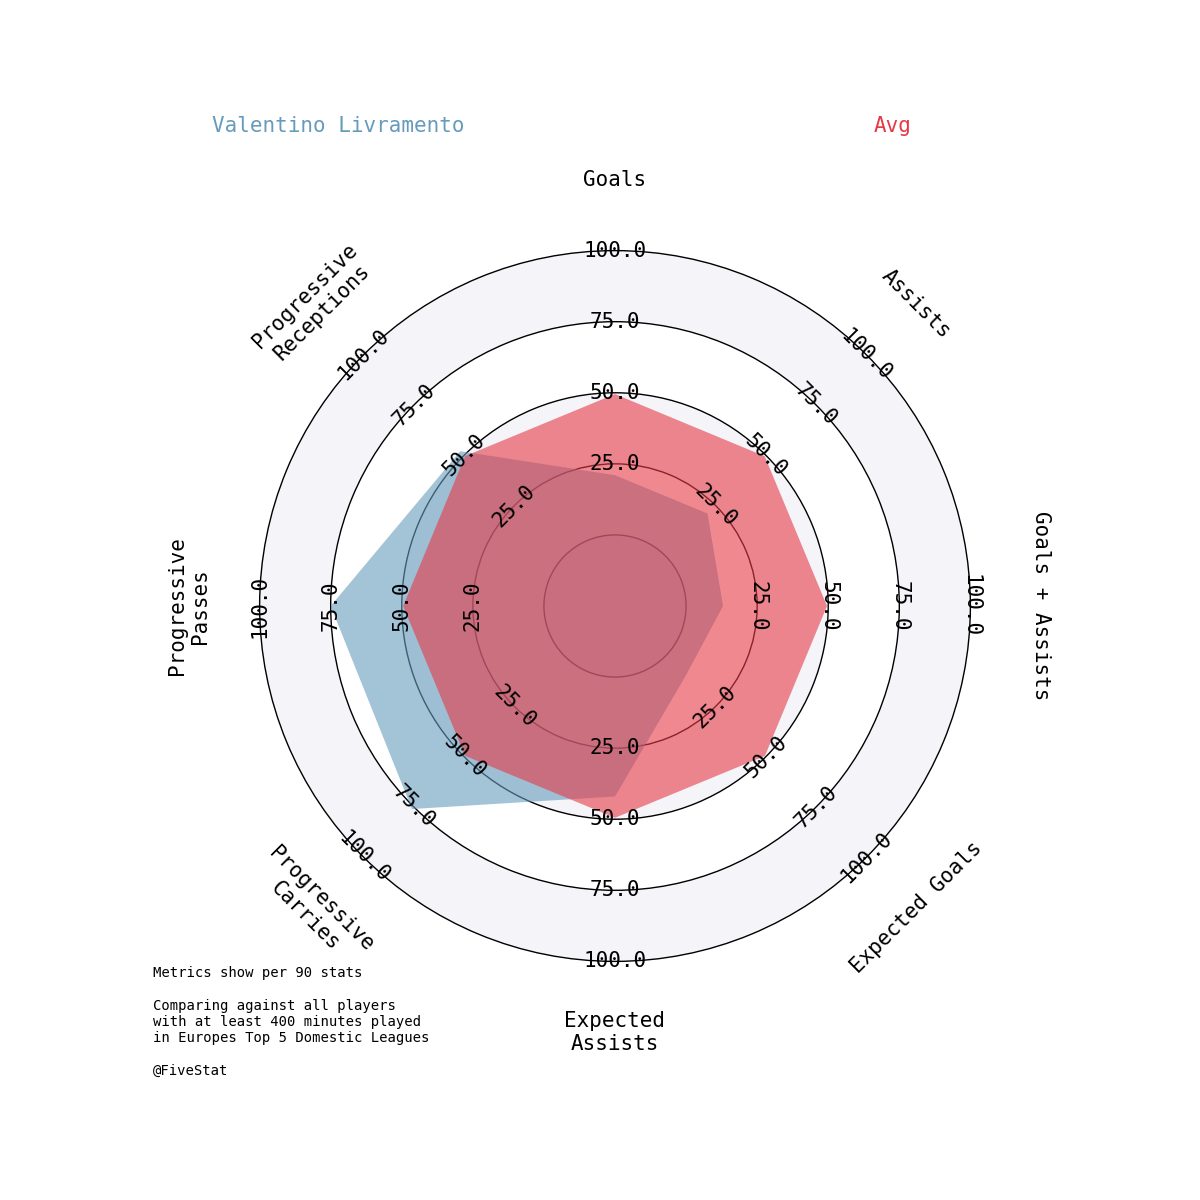 Valentino Livramento
Avg
Goals
Assists
Goals + Assists
Expected Goals
Expected
Assists
Progressive
Carries
Progressive
Passes
Progressive
Receptions
25.0
50.0
75.0
100.0
25.0
50.0
75.0
100.0
25.0
50.0
75.0
100.0
25.0
50.0
75.0
100.0
25.0
50.0
75.0
100.0
25.0
50.0
75.0
100.0
25.0
50.0
75.0
100.0
25.0
50.0
75.0
100.0
Metrics show per 90 stats
Comparing against all players
with at least 400 minutes played
in Europes Top 5 Domestic Leagues
@FiveStat